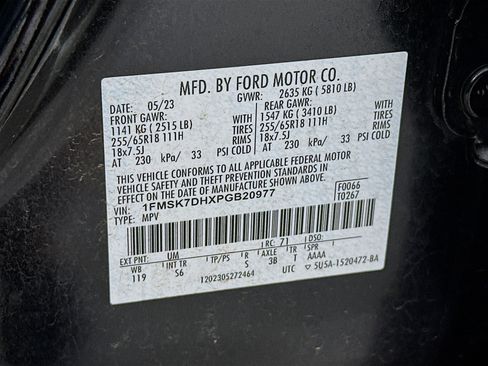 MFD. BY FORD MOTOR CO.
DATE: 05/23 GVWR: 2635 KG ( 5810 LB)
FRONT GAWR: REAR GAWR:
1141 KG ( 2515 LB) WITH 1547 KG ( 3410 LB) WITH
255/65R18 111H TIRES 255/65R18 111H TIRES
18x7.5J RIMS 18x7.5J RIMS
AT 230 kPa/ 33 PSI COLD AT 230 kPa/ 33 PSI COLD
THIS VEHICLE CONFORMS TO ALL APPLICABLE FEDERAL MOTOR
VEHICLE SAFETY AND THEFT PREVENTION STANDARDS IN
EFFECT ON THE DATE OF MANUFACTURE SHOWN ABOVE.
VIN: 1FMSK7DHXPGB20977 F0066
TYPE: MPV T0267
EXT PNT: UM RC: 71 DSO:
WB INT TR TP/PS R AXLE TR SPR
119 S6 S 3B T AAAA
1202305272464 UTC ▽ 5U5A-1520472-BA